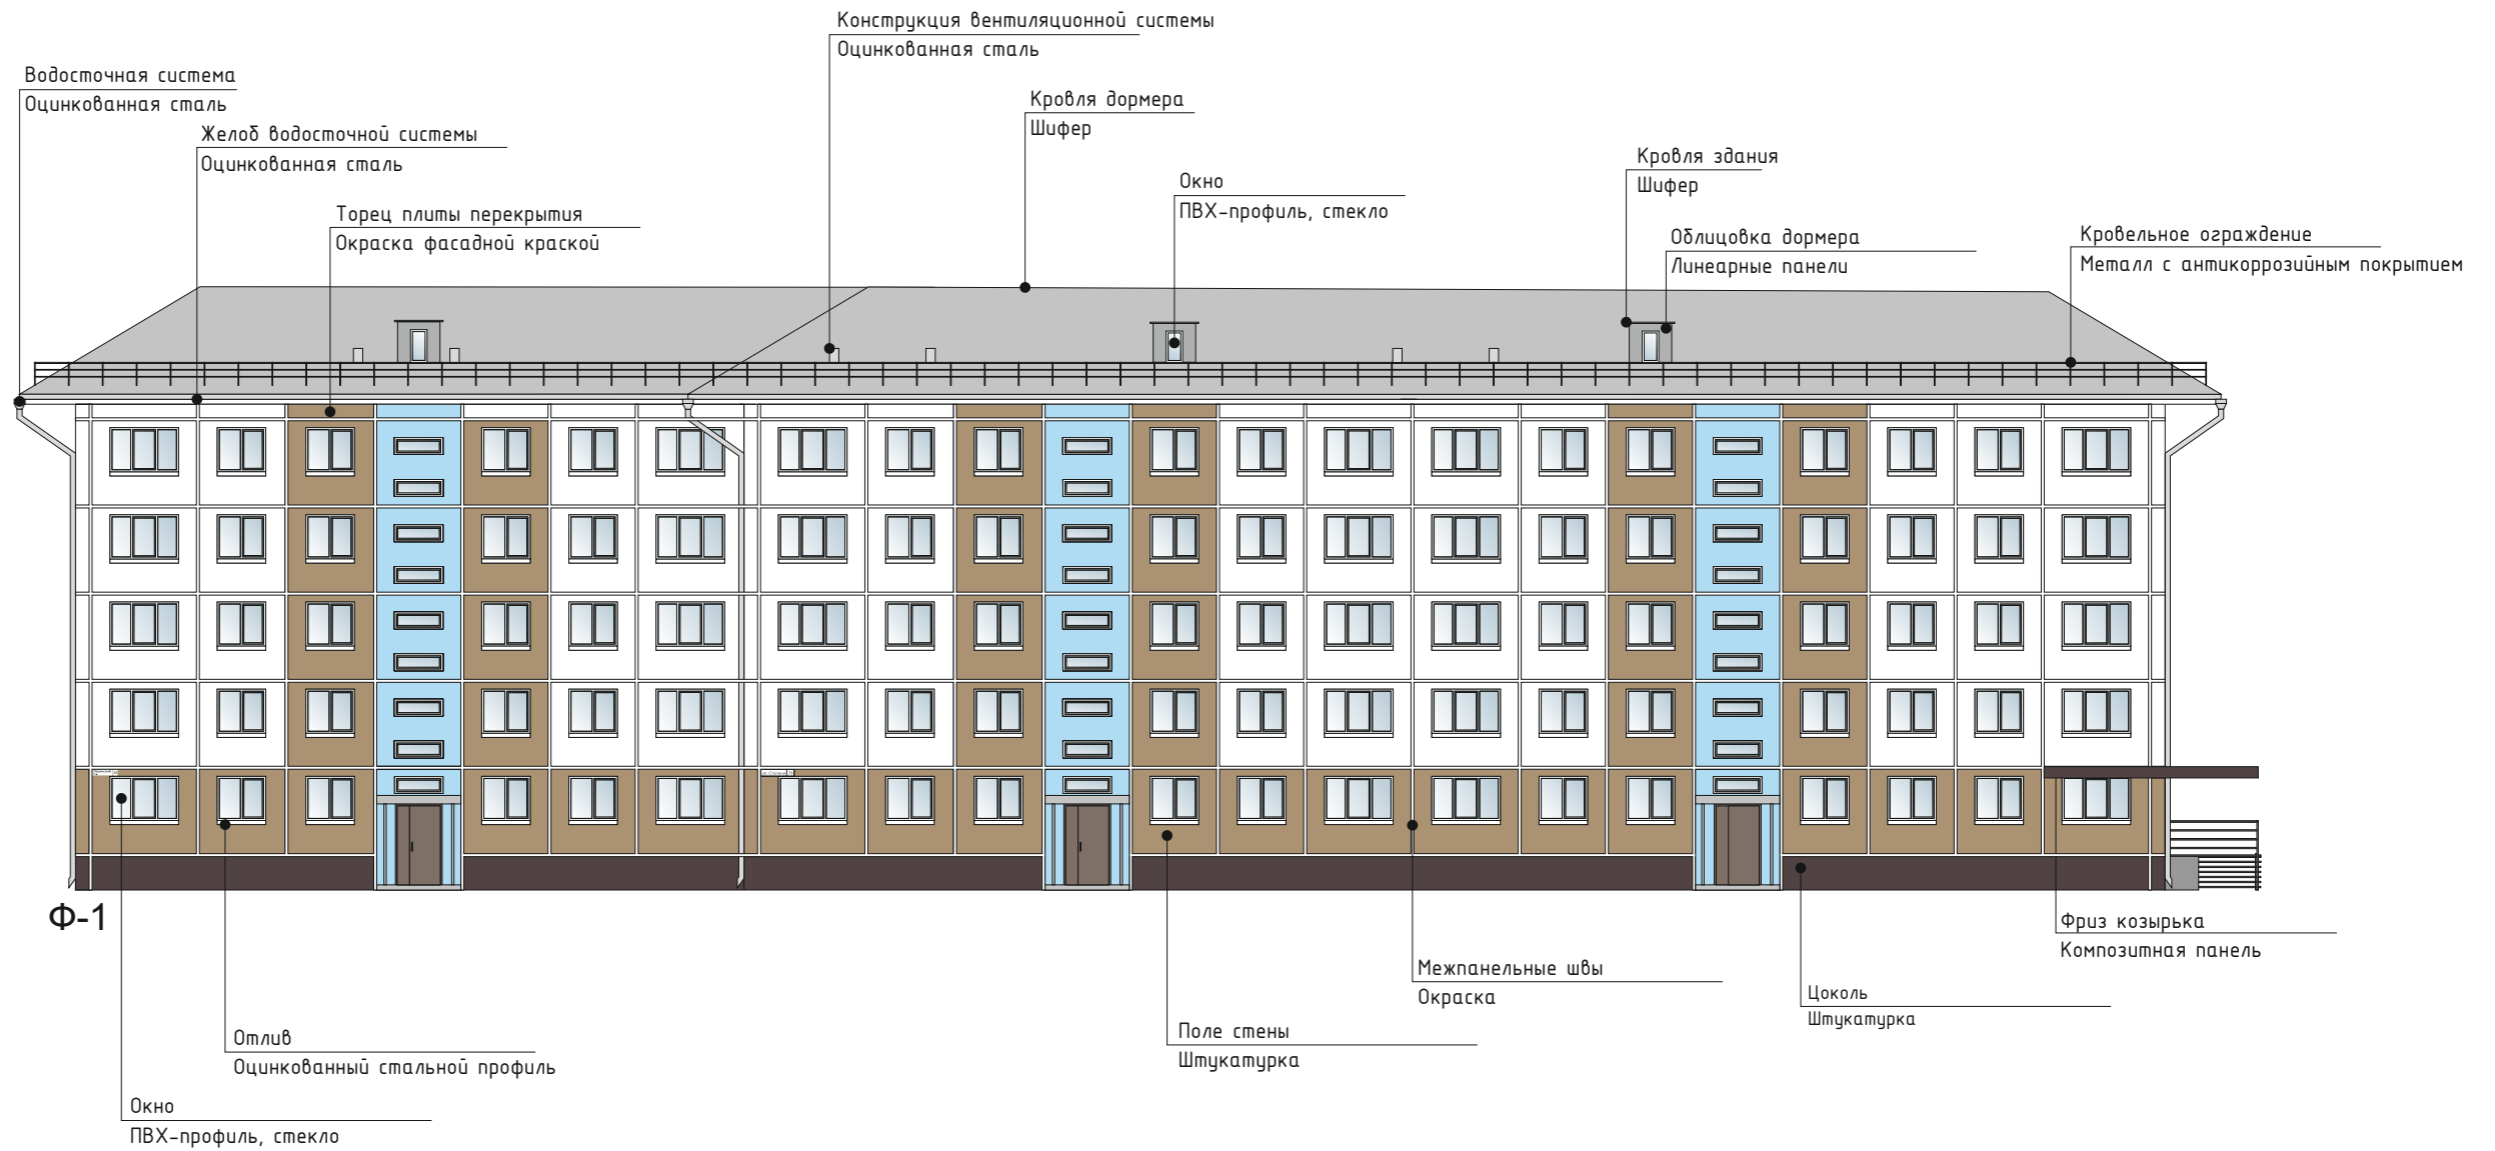 Конструкция вентиляционной системы
Оцинкованная сталь
Водосточная система
Оцинкованная сталь
Кровля дормера
Шифер
Желоб водосточной системы
Оцинкованная сталь
Кровля здания
Шифер
Окно
ПВХ-профиль, стекло
Торец плиты перекрытия
Окраска фасадной краской
Облицовка дормера
Линеарные панели
Кровельное ограждение
Металл с антикоррозийным покрытием
Ф-1
Фриз козырька
Композитная панель
Межпанельные швы
Окраска
Цоколь
Штукатурка
Поле стены
Штукатурка
Отлив
Оцинкованный стальной профиль
Окно
ПВХ-профиль, стекло